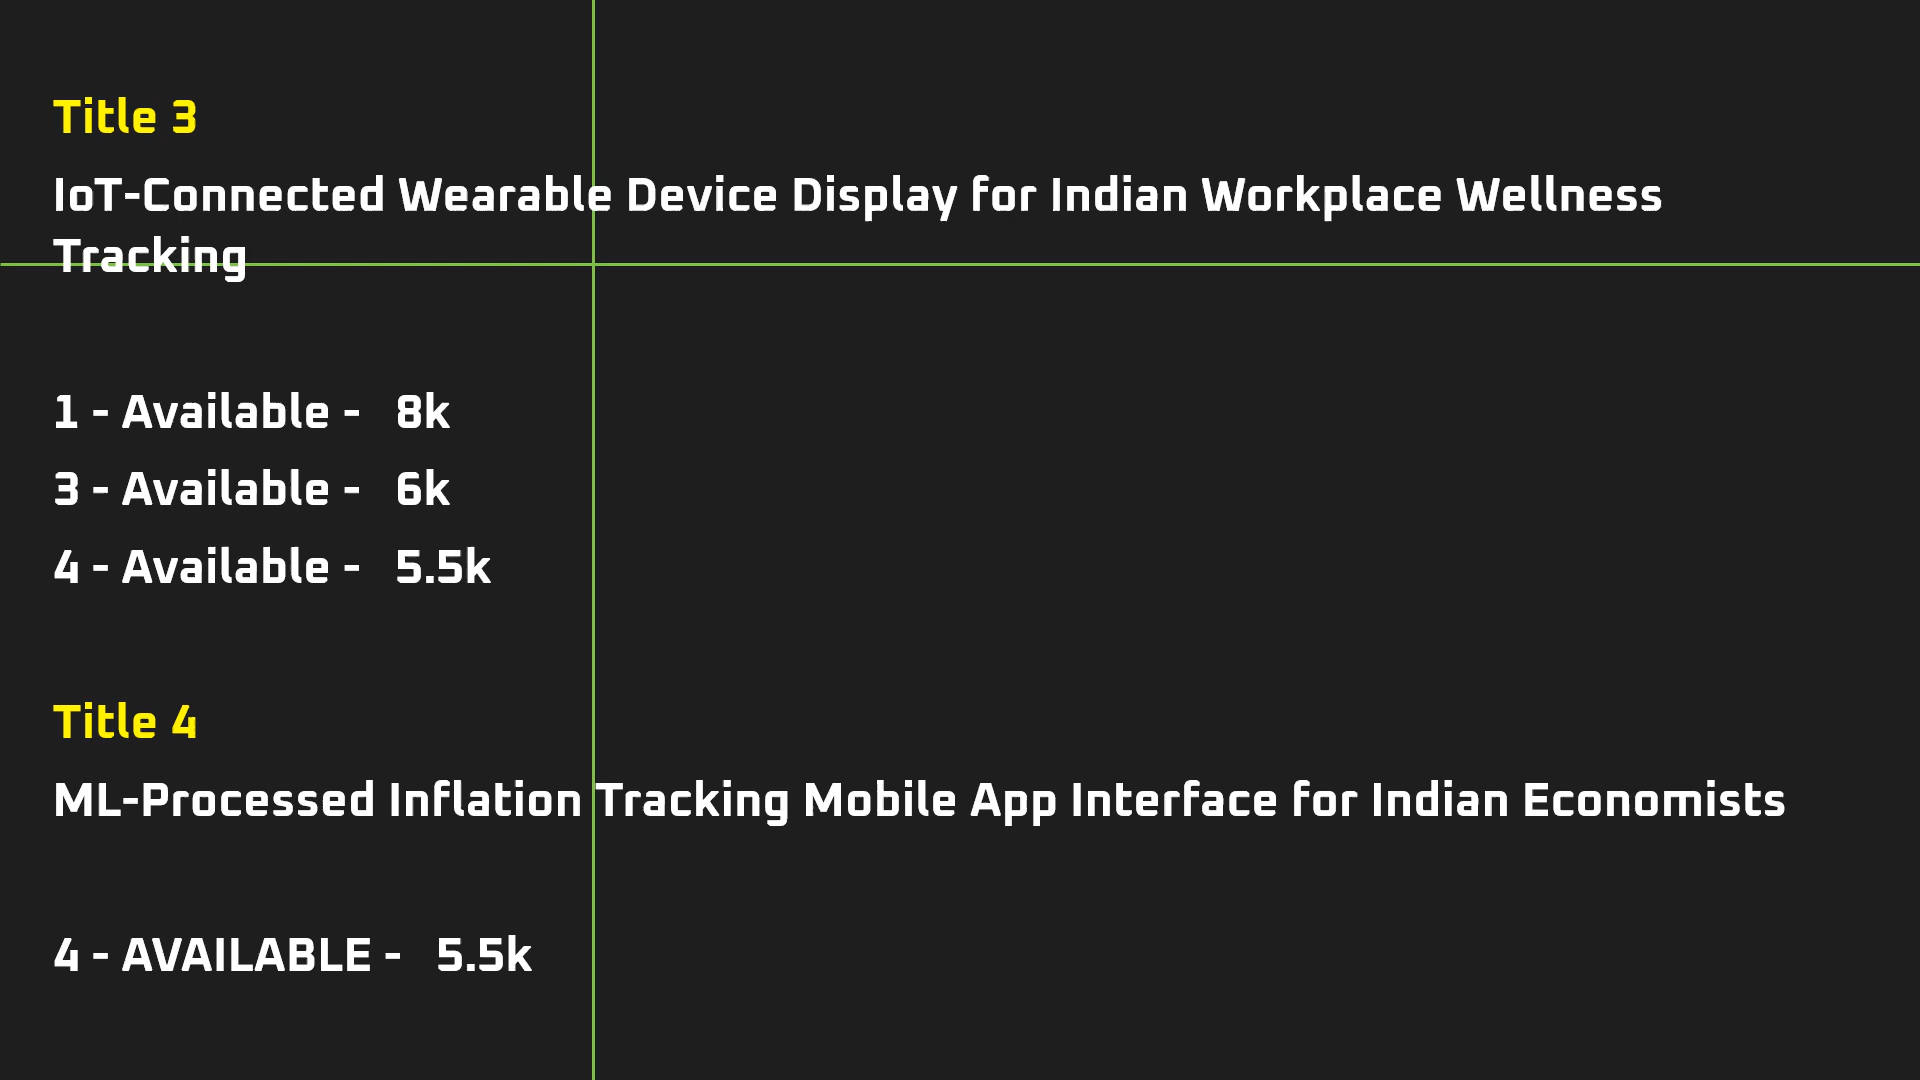 Title 3
IoT-Connected Wearable Device Display for Indian Workplace Wellness
Tracking
1 - Available - 8k
3 - Available - 6k
4 - Available - 5.5k
Title 4
ML-Processed Inflation Tracking Mobile App Interface for Indian Economists
4 - AVAILABLE - 5.5k